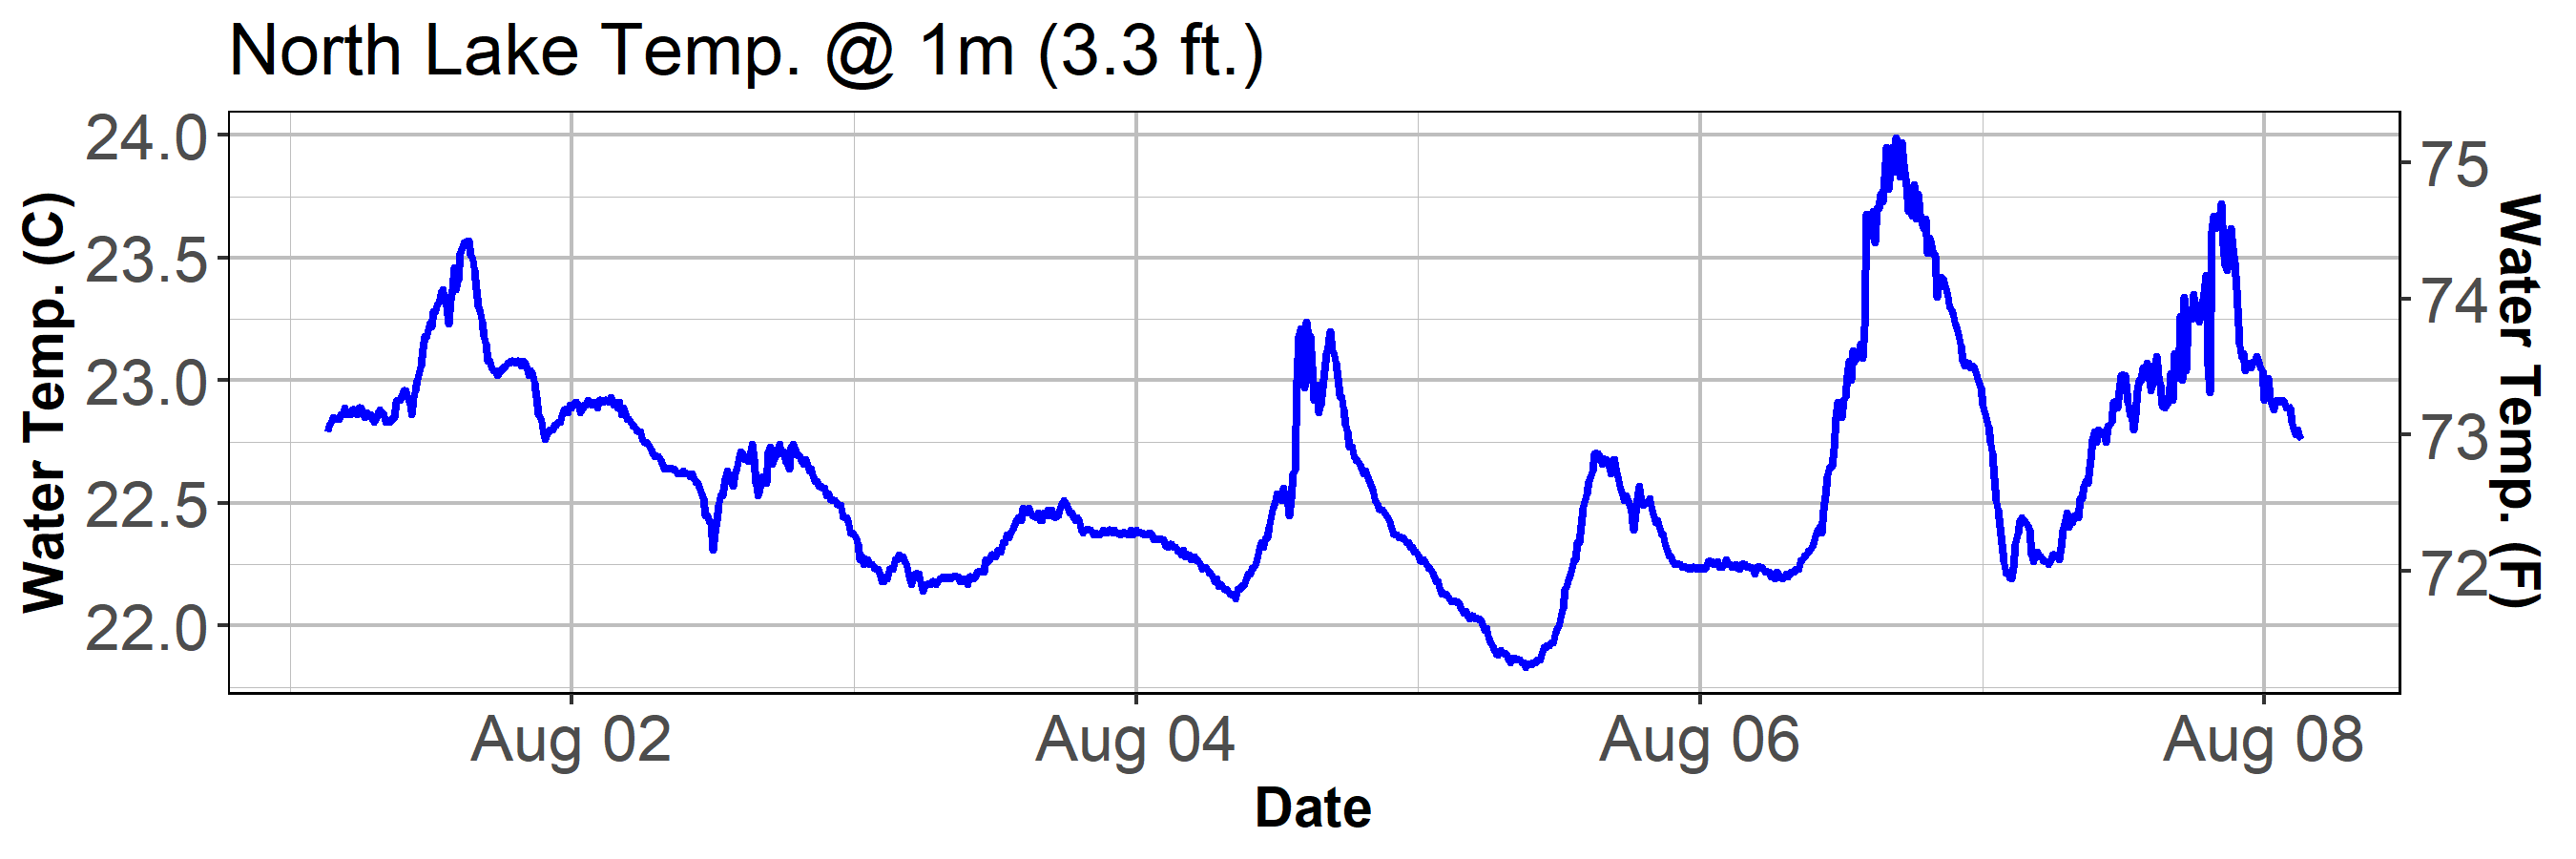 North Lake Temp. @ 1m (3.3 ft.)
Water Temp. (C)
24.0
23.5
23.0
22.5
22.0
75
74
73
72
Water Temp. (F)
Aug 02
Aug 04
Aug 06
Aug 08
Date